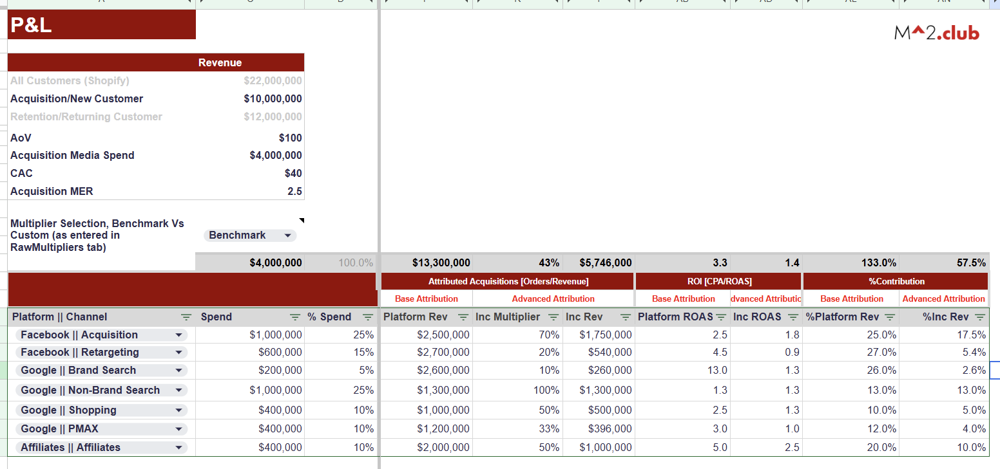 P&L
M^2.club
Revenue
All Customers (Shopify) $22,000,000
Acquisition/New Customer $10,000,000
Retention/Returning Customer $12,000,000
AoV $100
Acquisition Media Spend $4,000,000
CAC $40
Acquisition MER 2.5
Multiplier Selection, Benchmark Vs
Custom (as entered in
RawMultipliers tab)
Benchmark
$4,000,000 100.0% $13,300,000 43% $5,746,000 3.3 1.4 133.0% 57.5%
Attributed Acquisitions [Orders/Revenue] ROI [CPA/ROAS] %Contribution
Base Attribution Advanced Attribution Base Attribution dvanced Attributic Base Attribution Advanced Attribution
Platform || Channel Spend % Spend Platform Rev Inc Multiplier Inc Rev Platform ROAS Inc ROAS %Platform Rev %Inc Rev
Facebook || Acquisition $1,000,000 25% $2,500,000 70% $1,750,000 2.5 1.8 25.0% 17.5%
Facebook || Retargeting $600,000 15% $2,700,000 20% $540,000 4.5 0.9 27.0% 5.4%
Google || Brand Search $200,000 5% $2,600,000 10% $260,000 13.0 1.3 26.0% 2.6%
Google || Non-Brand Search $1,000,000 25% $1,300,000 100% $1,300,000 1.3 1.3 13.0% 13.0%
Google || Shopping $400,000 10% $1,000,000 50% $500,000 2.5 1.3 10.0% 5.0%
Google || PMAX $400,000 10% $1,200,000 33% $396,000 3.0 1.0 12.0% 4.0%
Affiliates || Affiliates $400,000 10% $2,000,000 50% $1,000,000 5.0 2.5 20.0% 10.0%